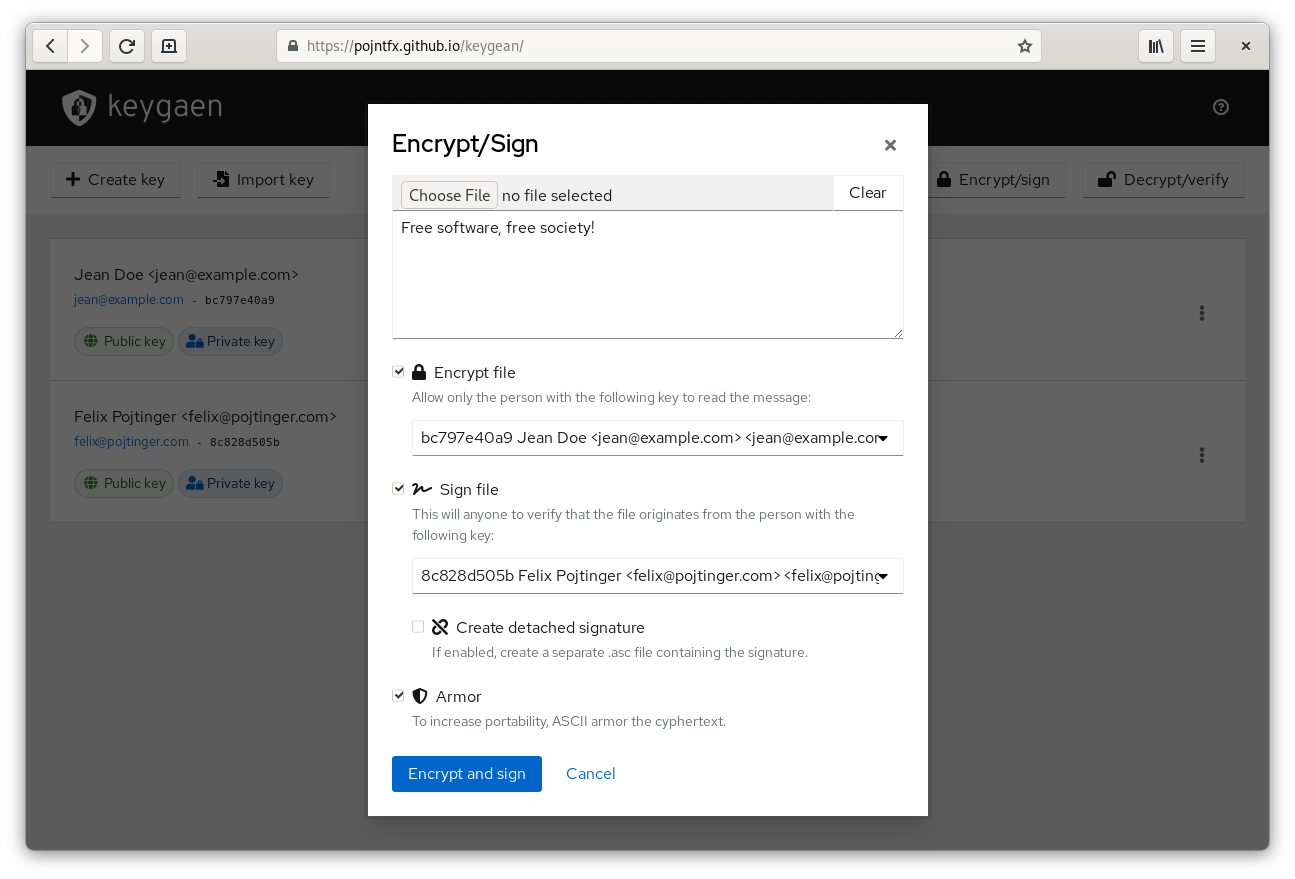 https://pojntfx.github.io/keygean/
keygaen
Create key
Import key
Encrypt/sign
Decrypt/verify
Jean Doe <jean@example.com>
jean@example.com - bc797e40a9
Public key
Private key
Felix Pojtinger <felix@pojtinger.com>
felix@pojtinger.com - 8c828d505b
Public key
Private key
Encrypt/Sign
Choose File no file selected
Clear
Free software, free society!
Encrypt file
Allow only the person with the following key to read the message:
bc797e40a9 Jean Doe <jean@example.com> <jean@example.cor
Sign file
This will anyone to verify that the file originates from the person with the
following key:
8c828d505b Felix Pojtinger <felix@pojtinger.com> <felix@pojting
Create detached signature
If enabled, create a separate .asc file containing the signature.
Armor
To increase portability, ASCII armor the cyphertext.
Encrypt and sign
Cancel